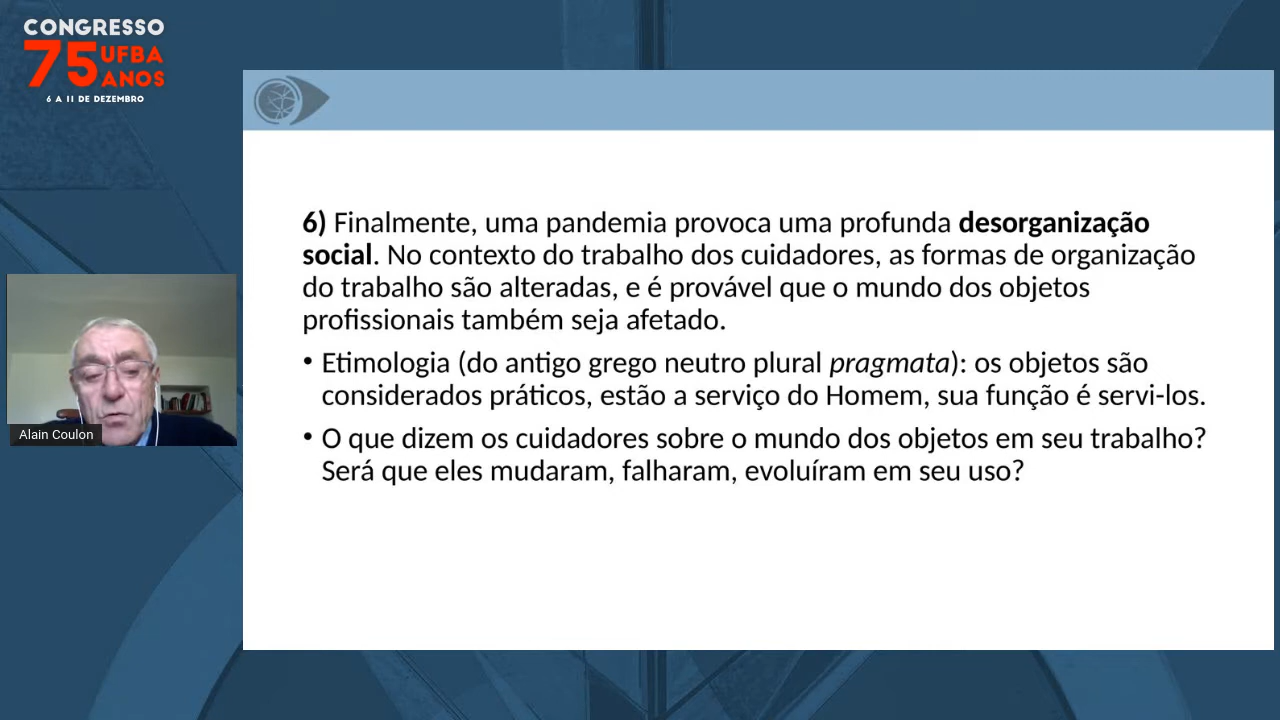 CONGRESSO
75 UFBA
ANOS
6 A 11 DE DEZEMBRO
6) Finalmente, uma pandemia provoca uma profunda desorganização
social. No contexto do trabalho dos cuidadores, as formas de organização
do trabalho são alteradas, e é provável que o mundo dos objetos
profissionais também seja afetado.
• Etimologia (do antigo grego neutro plural pragmata): os objetos são
considerados práticos, estão a serviço do Homem, sua função é servi-los.
• O que dizem os cuidadores sobre o mundo dos objetos em seu trabalho?
Será que eles mudaram, falharam, evoluíram em seu uso?
Alain Coulon